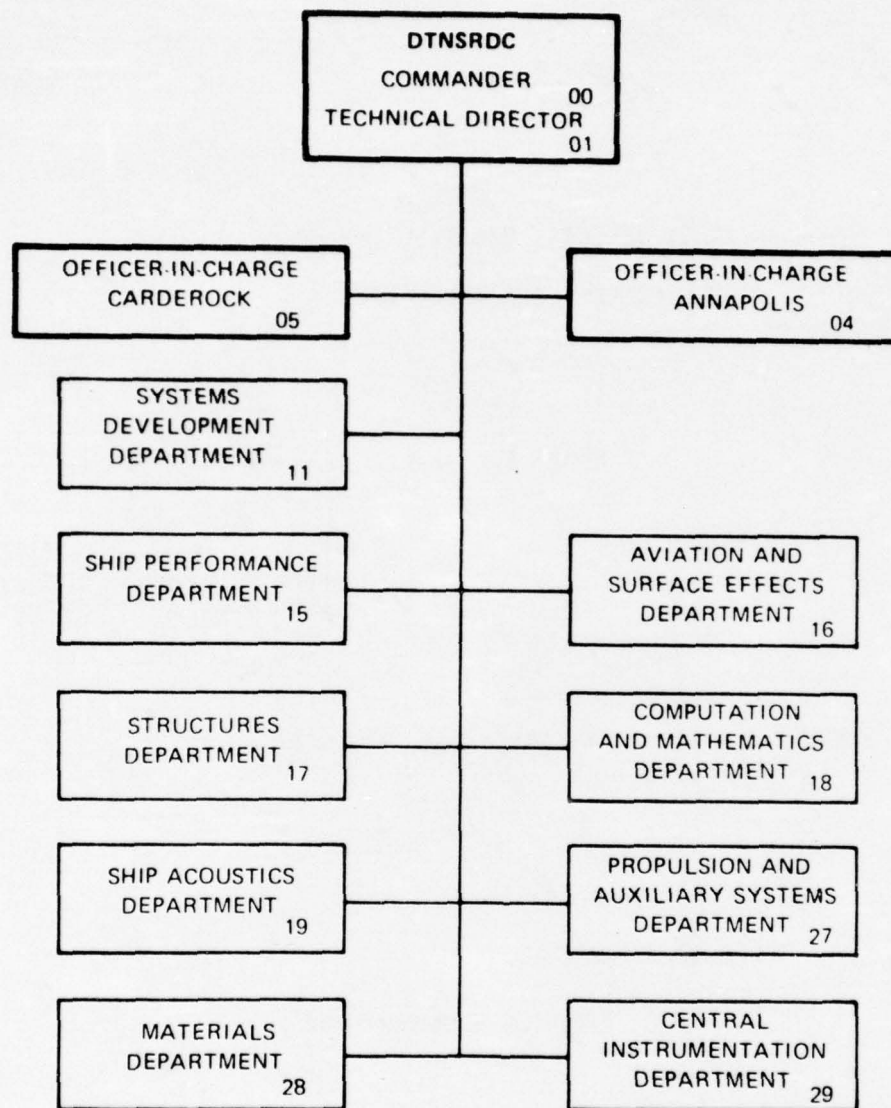 DTNSRDC
COMMANDER
00
TECHNICAL DIRECTOR
01
OFFICER-IN-CHARGE
CARDEROCK
05
OFFICER-IN-CHARGE
ANNAPOLIS
04
SYSTEMS
DEVELOPMENT
DEPARTMENT
11
SHIP PERFORMANCE
DEPARTMENT
15
AVIATION AND
SURFACE EFFECTS
DEPARTMENT
16
STRUCTURES
DEPARTMENT
17
COMPUTATION
AND MATHEMATICS
DEPARTMENT
18
SHIP ACOUSTICS
DEPARTMENT
19
PROPULSION AND
AUXILIARY SYSTEMS
DEPARTMENT
27
MATERIALS
DEPARTMENT
28
CENTRAL
INSTRUMENTATION
DEPARTMENT
29